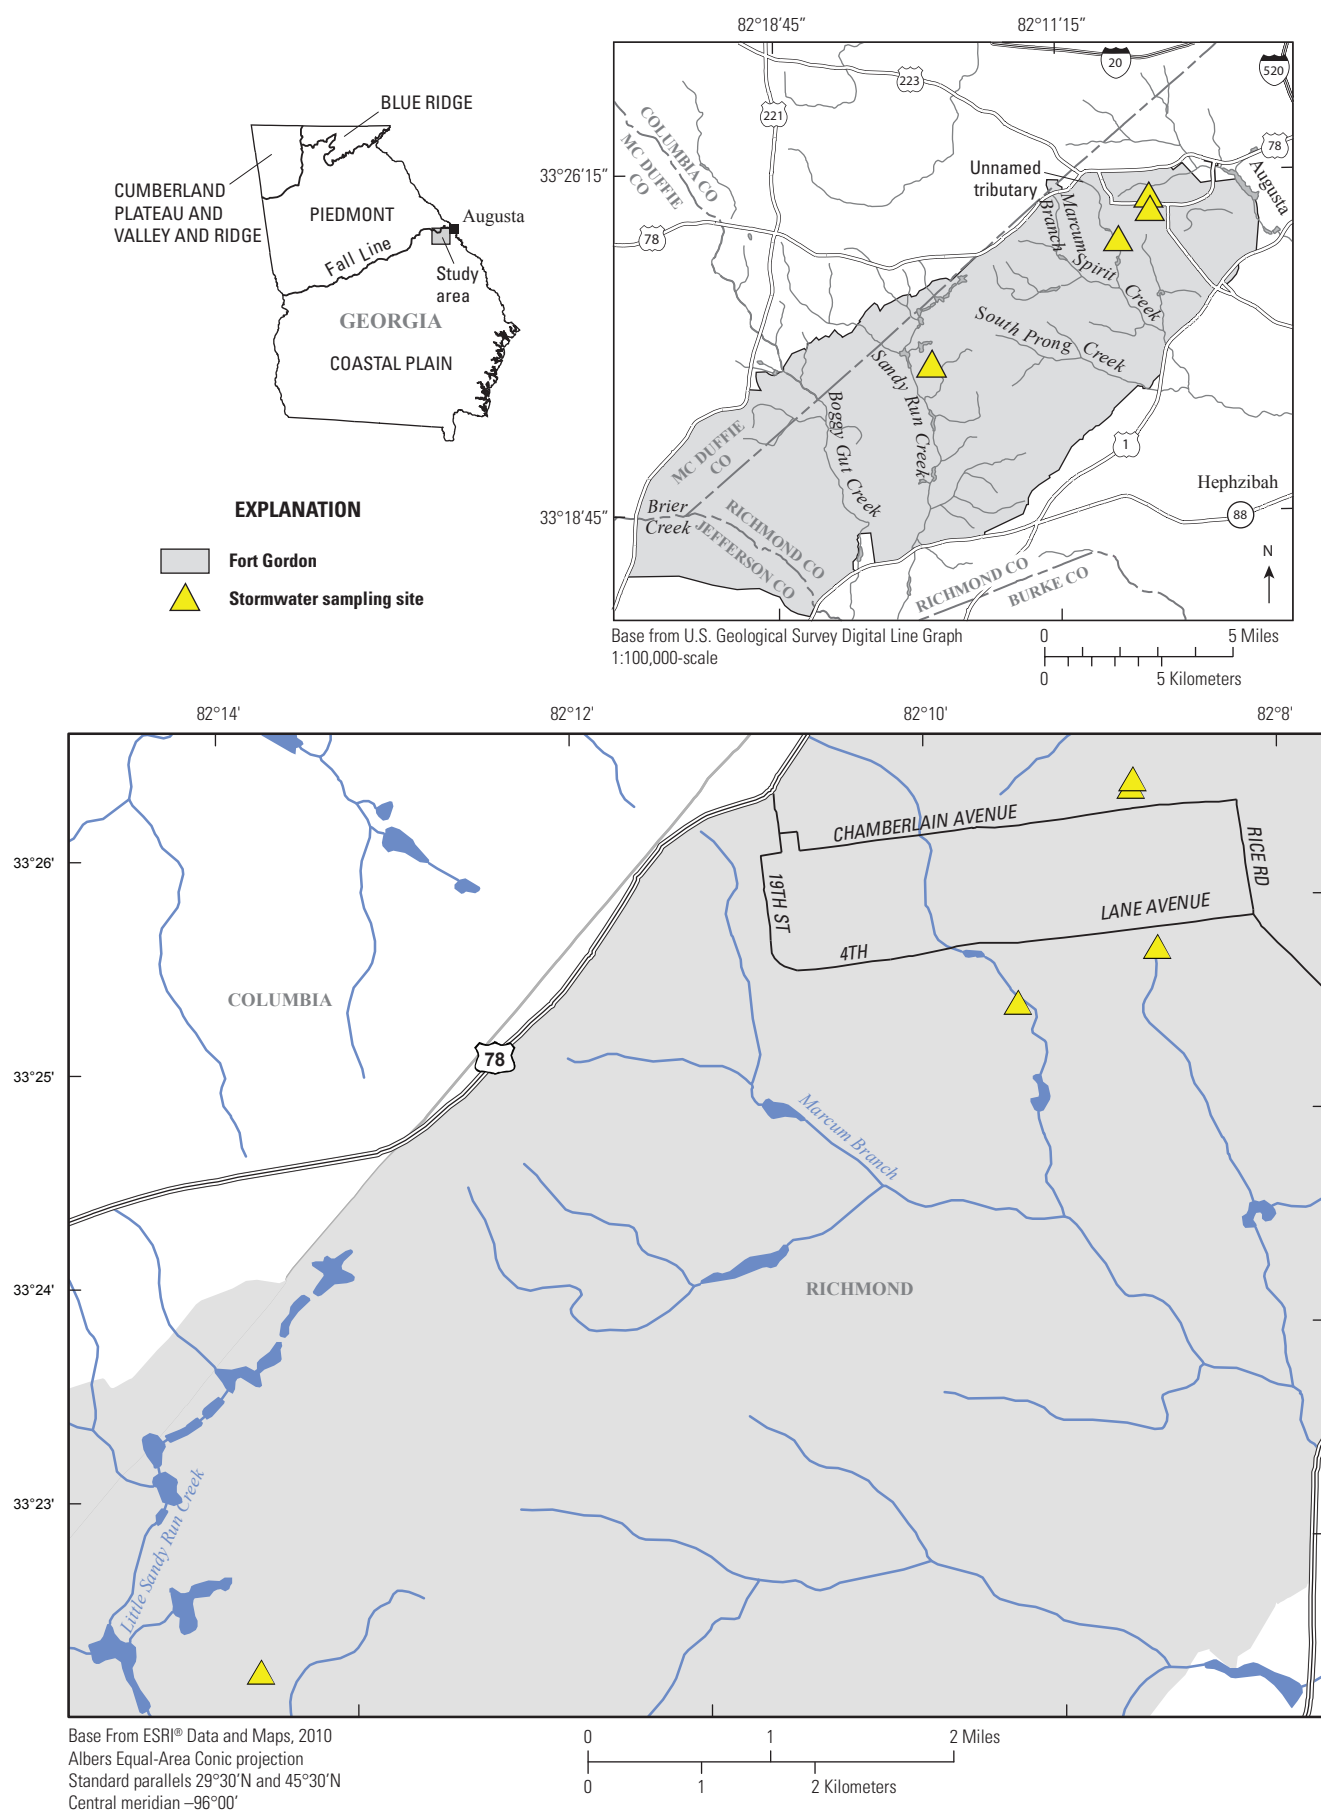 BLUE RIDGE
CUMBERLAND
PLATEAU AND
VALLEY AND RIDGE
PIEDMONT
Augusta
Fall Line
Study
area
GEORGIA
COASTAL PLAIN
EXPLANATION
Fort Gordon
Stormwater sampling site
82°18'45"
82°11'15"
33°26'15"
33°18'45"
20
520
223
221
78
78
COLUMBIA CO
MC DUFFIE
CO
Unnamed
tributary
Augusta
Marcum
Branch
Spirit Creek
South Prong Creek
Sandy Run Creek
Boggy Gut Creek
MC DUFFIE
CO
Brier
Creek
RICHMOND CO
JEFFERSON CO
1
Hephzibah
88
N
RICHMOND CO
BURKE CO
Base from U.S. Geological Survey Digital Line Graph
1:100,000-scale
0 5 Miles
0 5 Kilometers
82°14' 82°12' 82°10' 82°8'
33°26'
33°25'
33°24'
33°23'
CHAMBERLAIN AVENUE
RICE RD
19TH ST
LANE AVENUE
4TH
COLUMBIA
78
Marcum Branch
RICHMOND
Little Sandy Run Creek
Base From ESRI® Data and Maps, 2010
Albers Equal-Area Conic projection
Standard parallels 29°30'N and 45°30'N
Central meridian –96°00'
0 1 2 Miles
0 1 2 Kilometers